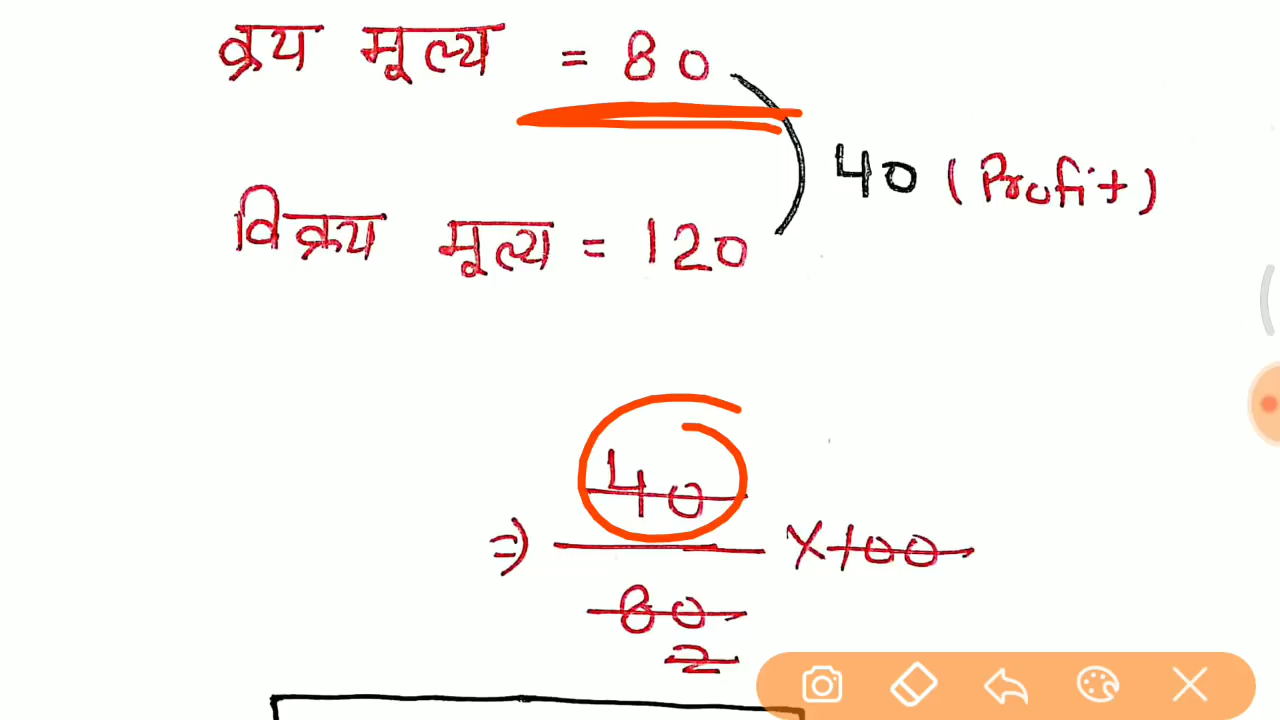 क्रय मूल्य = 80
40 (Profit)
विक्रय मूल्य = 120
=> 40/80 × 100
2